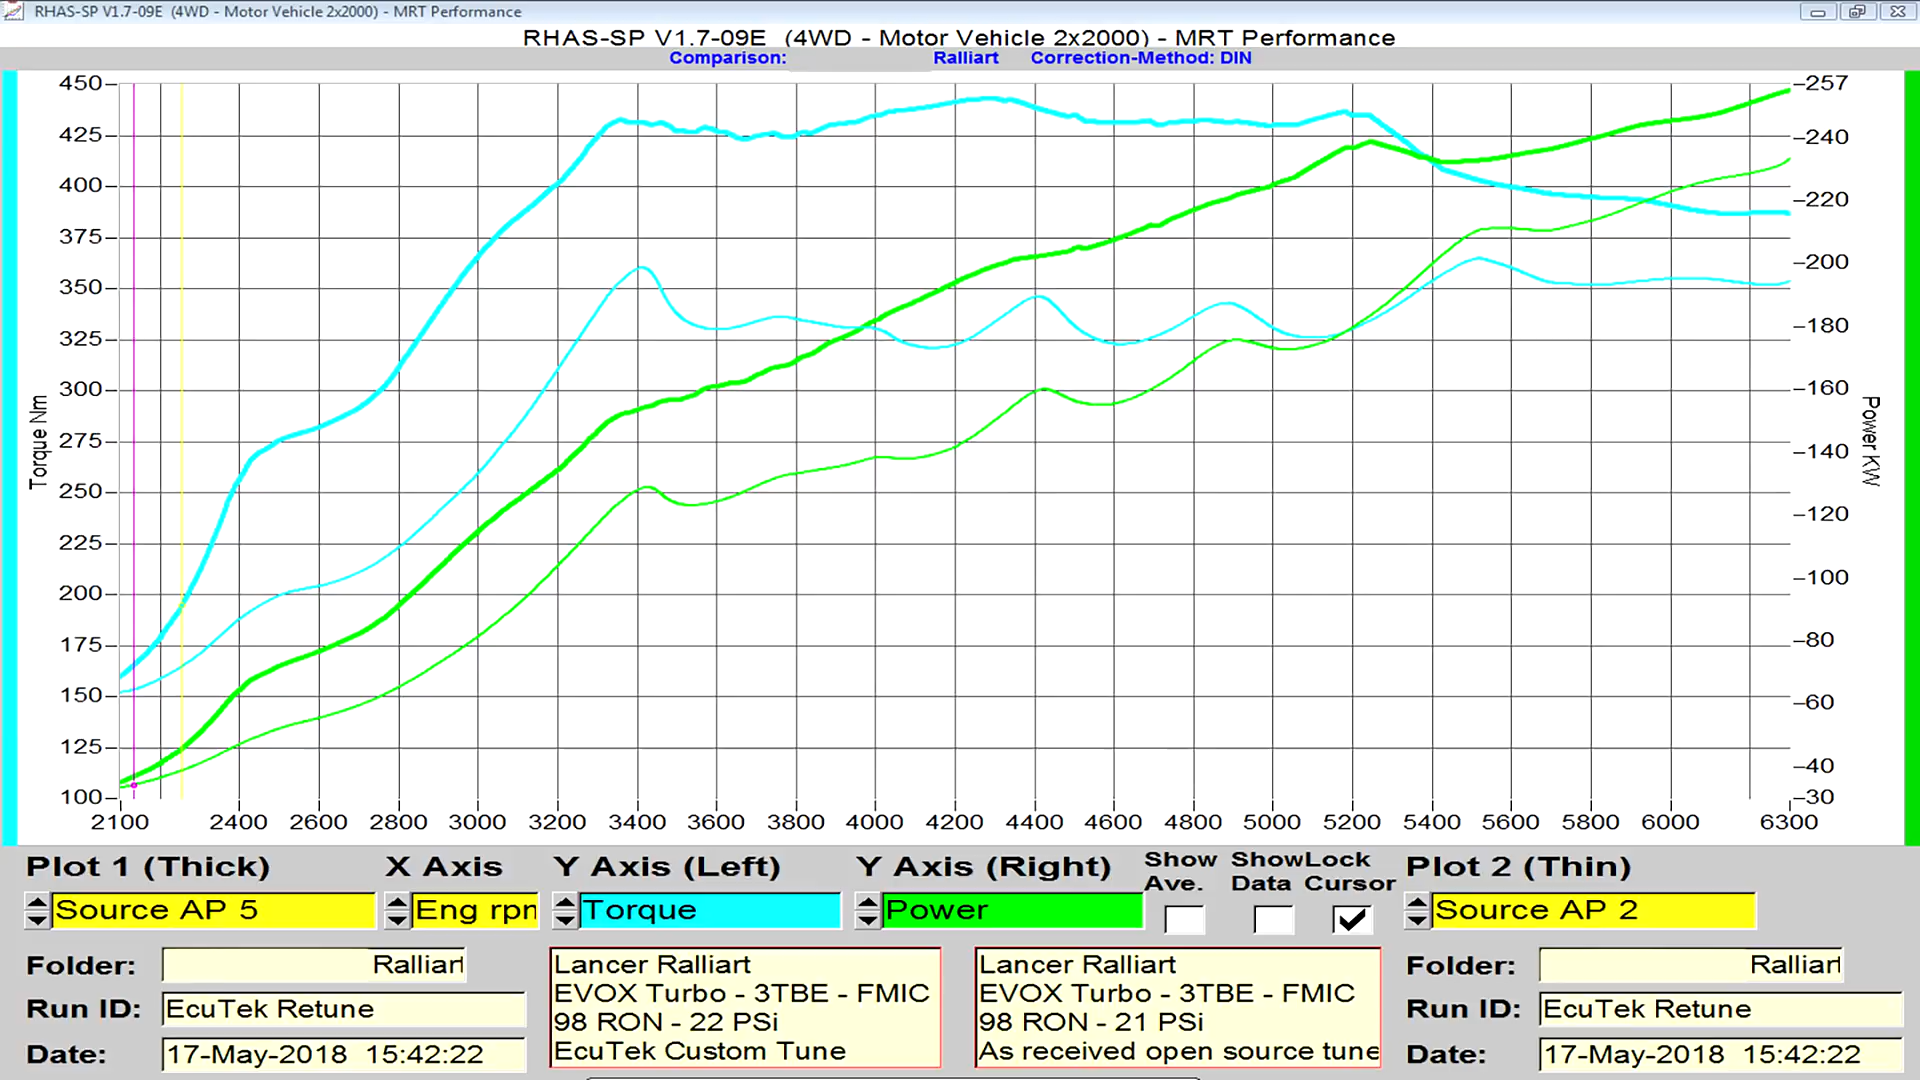 RHAS-SP V1.7-09E  (4WD - Motor Vehicle 2x2000) - MRT Performance
RHAS-SP V1.7-09E  (4WD - Motor Vehicle 2x2000) - MRT Performance
Comparison: Ralliart Correction-Method: DIN
450 425 400 375 350 325 300 275 250 225 200 175 150 125 100
Torque Nm
257 240 220 200 180 160 140 120 100 80 60 40 30
Power KW
2100 2400 2600 2800 3000 3200 3400 3600 3800 4000 4200 4400 4600 4800 5000 5200 5400 5600 5800 6000 6300
Plot 1 (Thick) X Axis Y Axis (Left) Y Axis (Right) Show Ave. Show Data Lock Cursor Plot 2 (Thin)
Source AP 5 Eng rpn Torque Power Source AP 2
Folder: Ralliart
Run ID: EcuTek Retune
Date: 17-May-2018  15:42:22
Lancer Ralliart
EVOX Turbo - 3TBE - FMIC
98 RON - 22 PSi
EcuTek Custom Tune
Lancer Ralliart
EVOX Turbo - 3TBE - FMIC
98 RON - 21 PSi
As received open source tune
Folder: Ralliart
Run ID: EcuTek Retune
Date: 17-May-2018  15:42:22